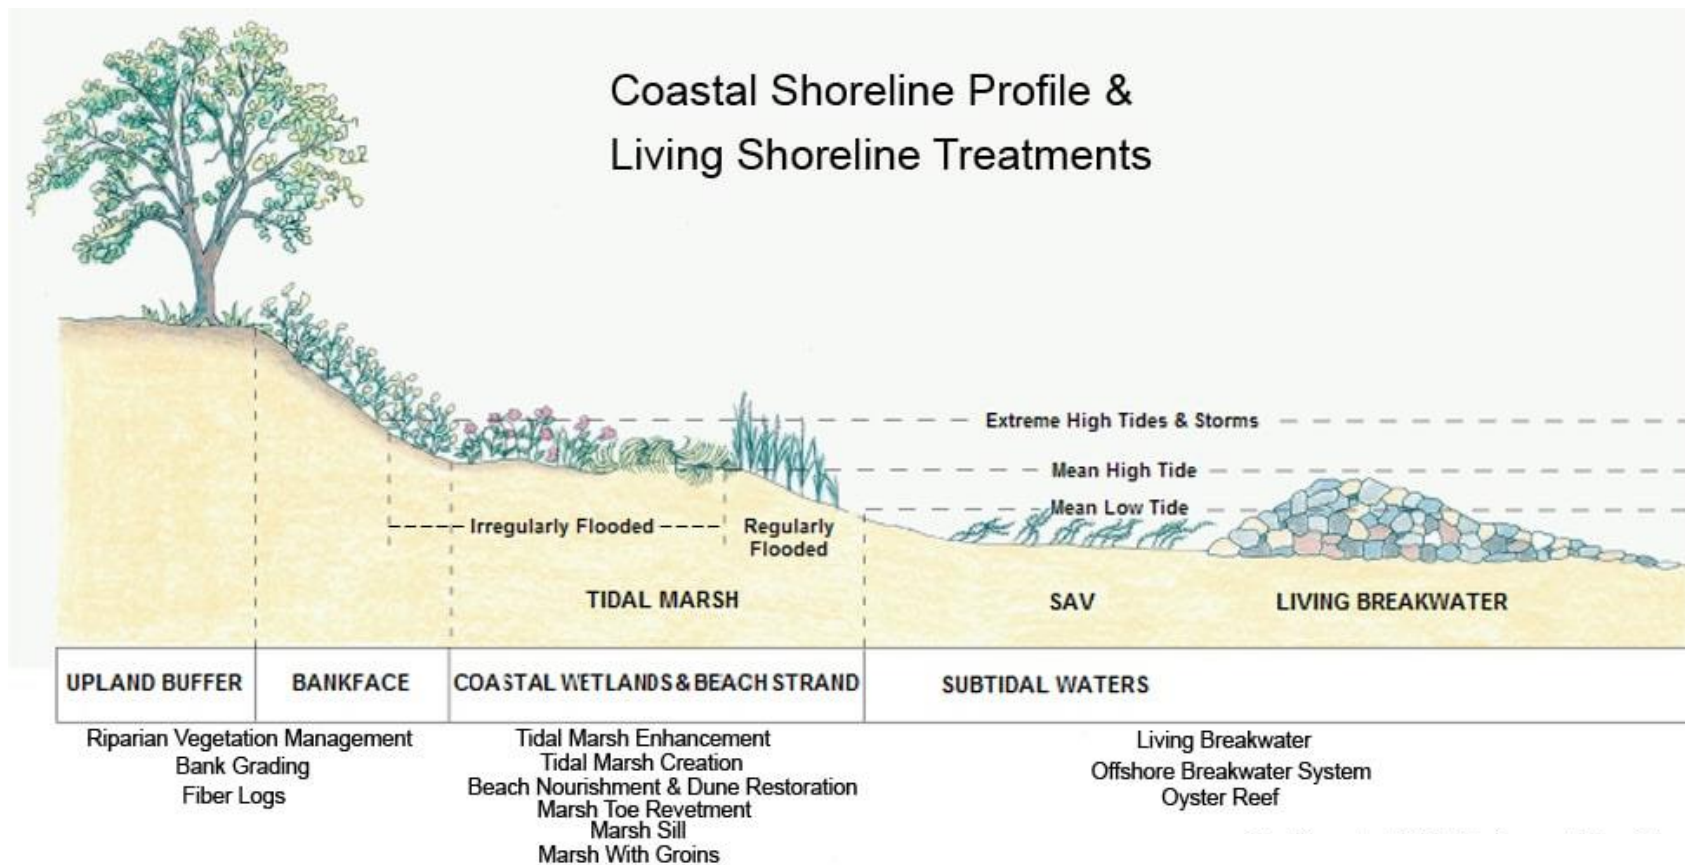 Coastal Shoreline Profile &
Living Shoreline Treatments
Extreme High Tides & Storms
Mean High Tide
Mean Low Tide
Irregularly Flooded
Regularly
Flooded
TIDAL MARSH
SAV
LIVING BREAKWATER
UPLAND BUFFER
BANKFACE
COASTAL WETLANDS & BEACH STRAND
SUBTIDAL WATERS
Riparian Vegetation Management
Bank Grading
Fiber Logs
Tidal Marsh Enhancement
Tidal Marsh Creation
Beach Nourishment & Dune Restoration
Marsh Toe Revetment
Marsh Sill
Marsh With Groins
Living Breakwater
Offshore Breakwater System
Oyster Reef